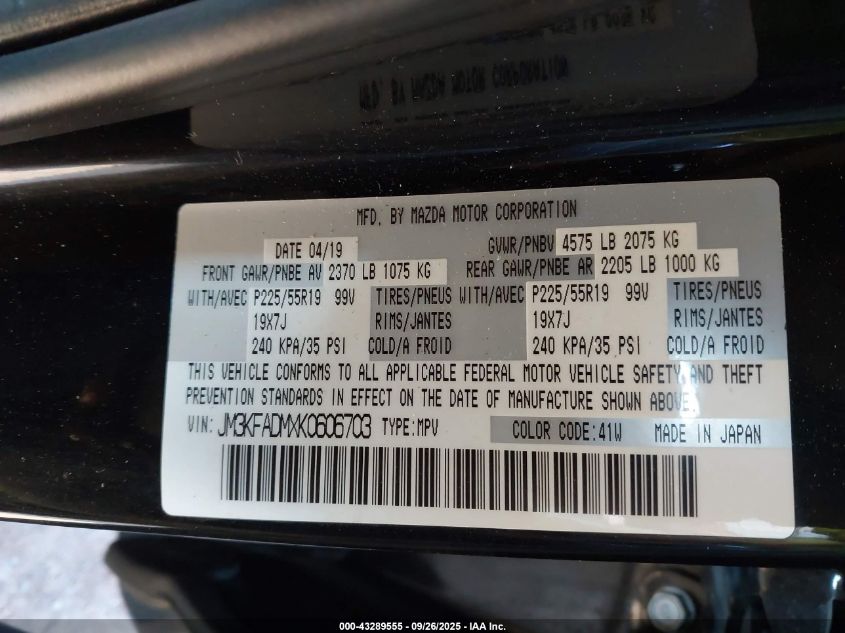 MFD. BY MAZDA MOTOR CORPORATION
DATE 04/19 GVWR/PNBV 4575 LB 2075 KG
FRONT GAWR/PNBE AV 2370 LB 1075 KG REAR GAWR/PNBE AR 2205 LB 1000 KG
WITH/AVEC P225/55R19 99V TIRES/PNEUS WITH/AVEC P225/55R19 99V TIRES/PNEUS
19X7J RIMS/JANTES 19X7J RIMS/JANTES
240 KPA/35 PSI COLD/A FROID 240 KPA/35 PSI COLD/A FROID
THIS VEHICLE CONFORMS TO ALL APPLICABLE FEDERAL MOTOR VEHICLE SAFETY AND THEFT
PREVENTION STANDARDS IN EFFECT ON THE DATE OF MANUFACTURE SHOWN ABOVE.
VIN: JM3KFADMXK0606703 TYPE:MPV COLOR CODE:41W MADE IN JAPAN
000-43289555 - 09/26/2025 - IAA Inc.